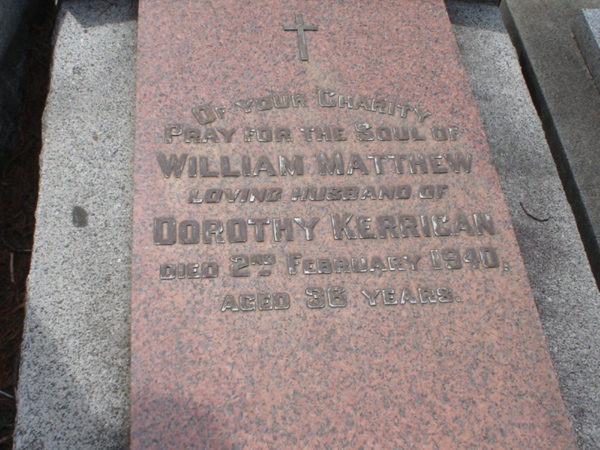 OF YOUR CHARITY
PRAY FOR THE SOUL OF
WILLIAM MATTHEW
LOVING HUSBAND OF
DOROTHY KERRIGAN
DIED 2ND FEBRUARY 1940,
AGED 36 YEARS.